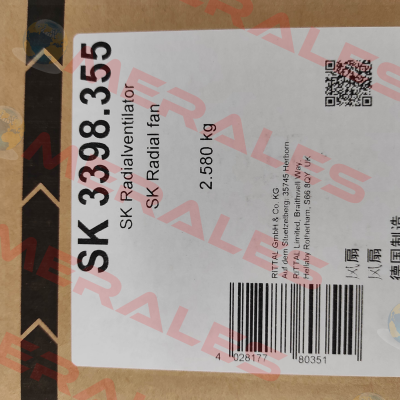 SK 3398.355
SK Radialventilator
SK Radial fan
2.580 kg
RITTAL GmbH & Co. KG
Auf dem Stuetzelberg, 35745 Herborn
RITTAL Limited, Braithwell Way,
Hellaby Rotherham, S66 8QY UK
风扇
风扇
德国制造
4 028177 80351
MERALES